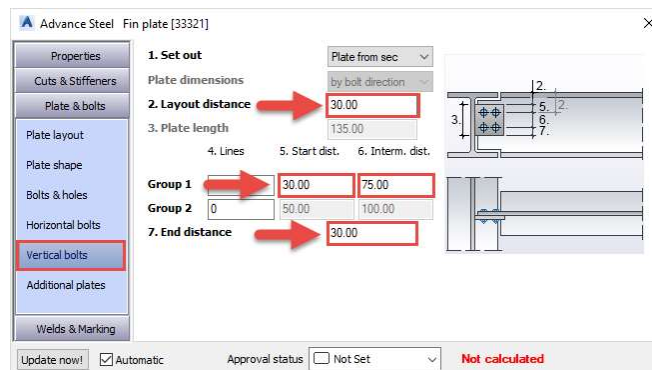 Advance Steel Fin plate [33321]
Properties
Cuts & Stiffeners
Plate & bolts
Plate layout
Plate shape
Bolts & holes
Horizontal bolts
Vertical bolts
Additional plates
Welds & Marking
1. Set out Plate from sec
Plate dimensions by bolt direction
2. Layout distance 30.00
3. Plate length 135.00
4. Lines 5. Start dist. 6. Interm. dist.
Group 1 30.00 75.00
Group 2 0 50.00 100.00
7. End distance 30.00
2.
3. 5. 2.
6.
7.
Update now! Automatic Approval status Not Set Not calculated